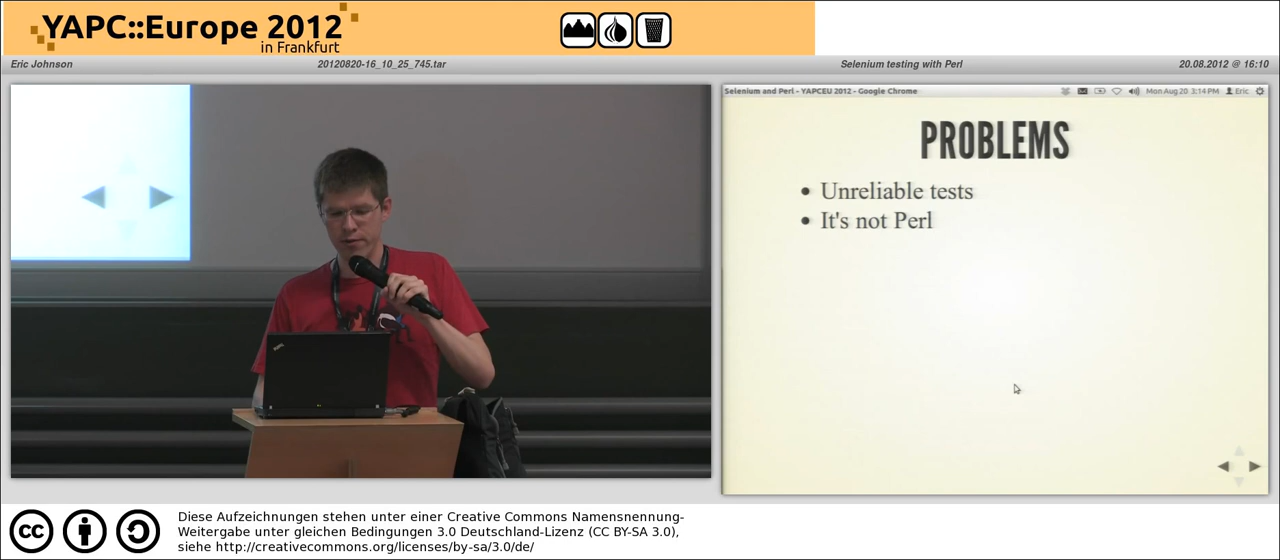 YAPC::Europe 2012
in Frankfurt
Eric Johnson
20120820-16_10_25_745.tar
Selenium testing with Perl
20.08.2012 @ 16:10
Selenium and Perl - YAPCEU 2012 - Google Chrome
Mon Aug 20 3:14 PM
Eric
PROBLEMS
• Unreliable tests
• It's not Perl
cc
Diese Aufzeichnungen stehen unter einer Creative Commons Namensnennung-
Weitergabe unter gleichen Bedingungen 3.0 Deutschland-Lizenz (CC BY-SA 3.0),
siehe http://creativecommons.org/licenses/by-sa/3.0/de/